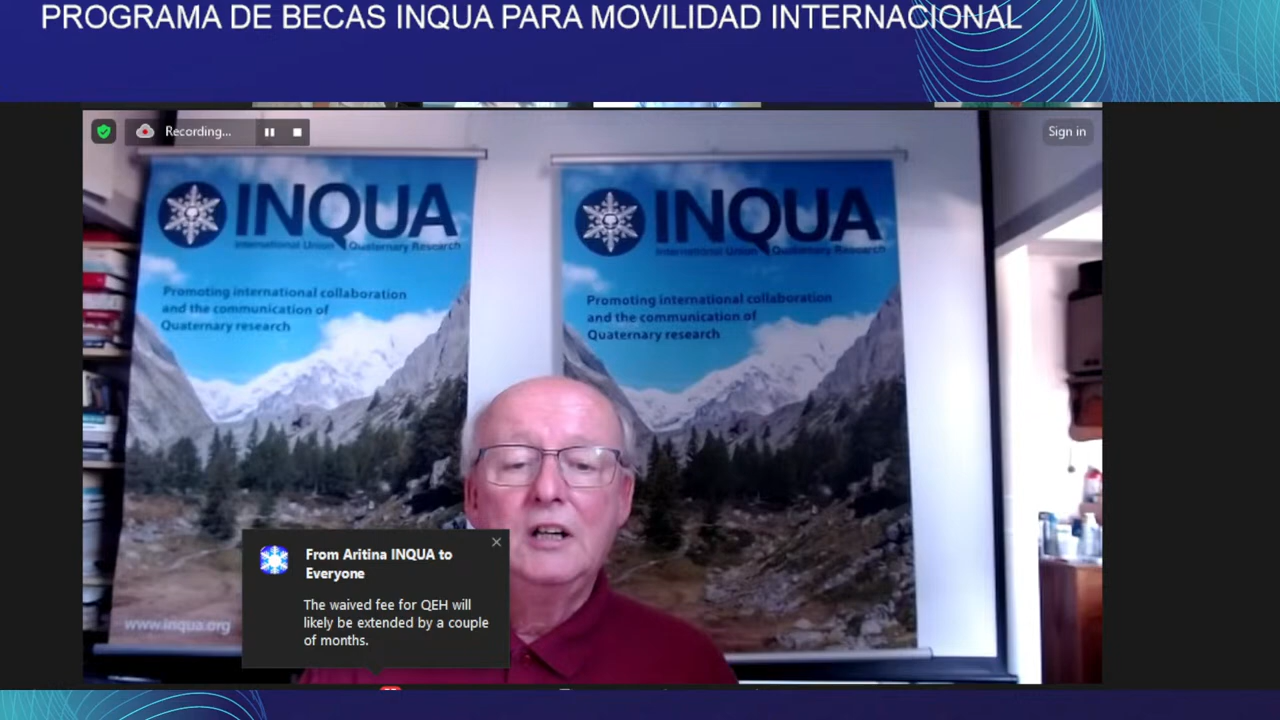 PROGRAMA DE BECAS INQUA PARA MOVILIDAD INTERNACIONAL
Recording...
Sign in
INQUA
International Union Quaternary Research
Promoting international collaboration
and the communication of
Quaternary research
www.inqua.org
INQUA
International Union Quaternary Research
Promoting international collaboration
and the communication of
Quaternary research
From Aritina INQUA to
Everyone
The waived fee for QEH will
likely be extended by a couple
of months.